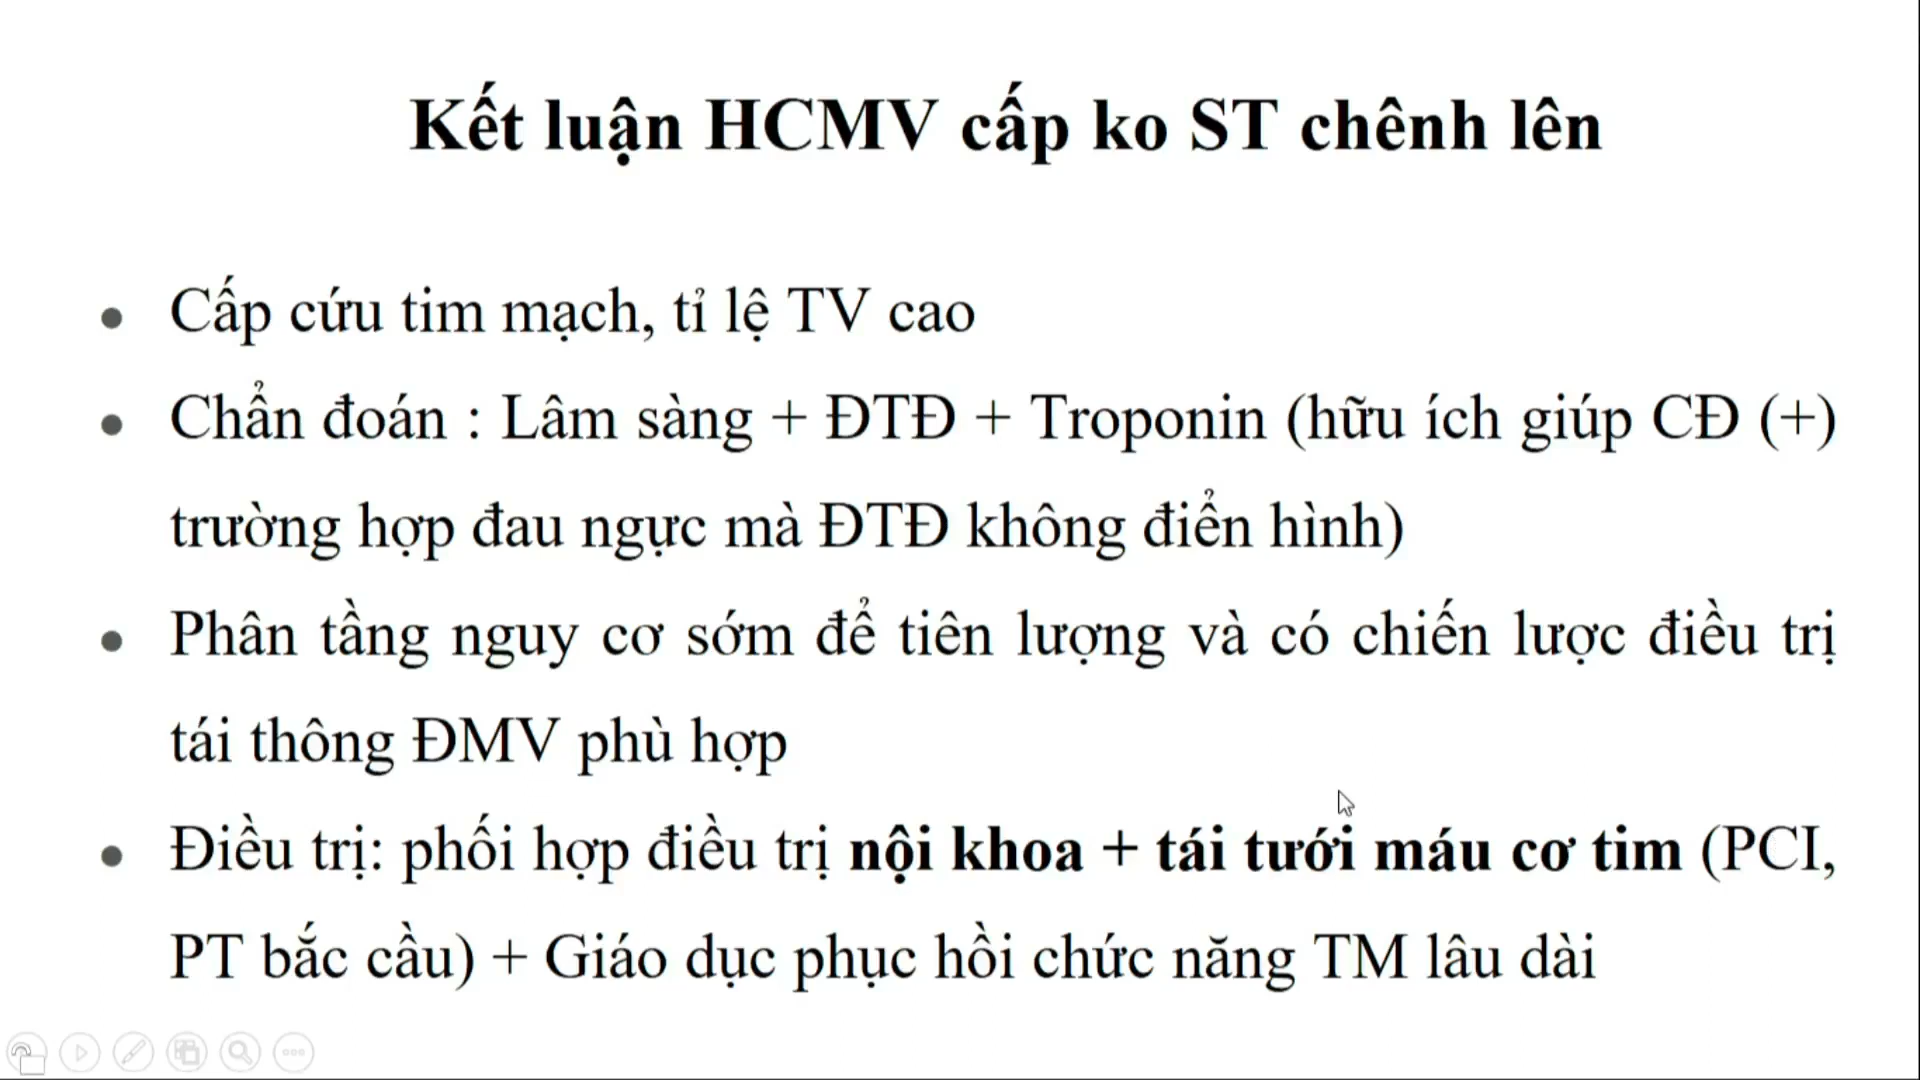 Kết luận HCMV cấp ko ST chênh lên
• Cấp cứu tim mạch, tỉ lệ TV cao
• Chẩn đoán : Lâm sàng + ĐTĐ + Troponin (hữu ích giúp CĐ (+)
trường hợp đau ngực mà ĐTĐ không điển hình)
• Phân tầng nguy cơ sớm để tiên lượng và có chiến lược điều trị
tái thông ĐMV phù hợp
• Điều trị: phối hợp điều trị nội khoa + tái tưới máu cơ tim (PCI,
PT bắc cầu) + Giáo dục phục hồi chức năng TM lâu dài